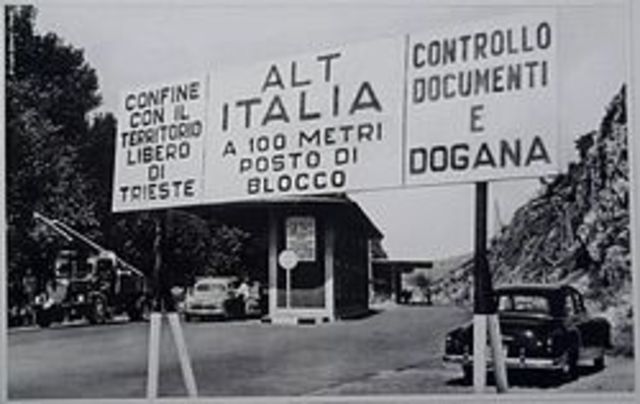 CONFINE
CON IL
TERRITORIO
LIBERO
DI
TRIESTE
ALT
ITALIA
A 100 METRI
POSTO DI
BLOCCO
CONTROLLO
DOCUMENTI
E
DOGANA